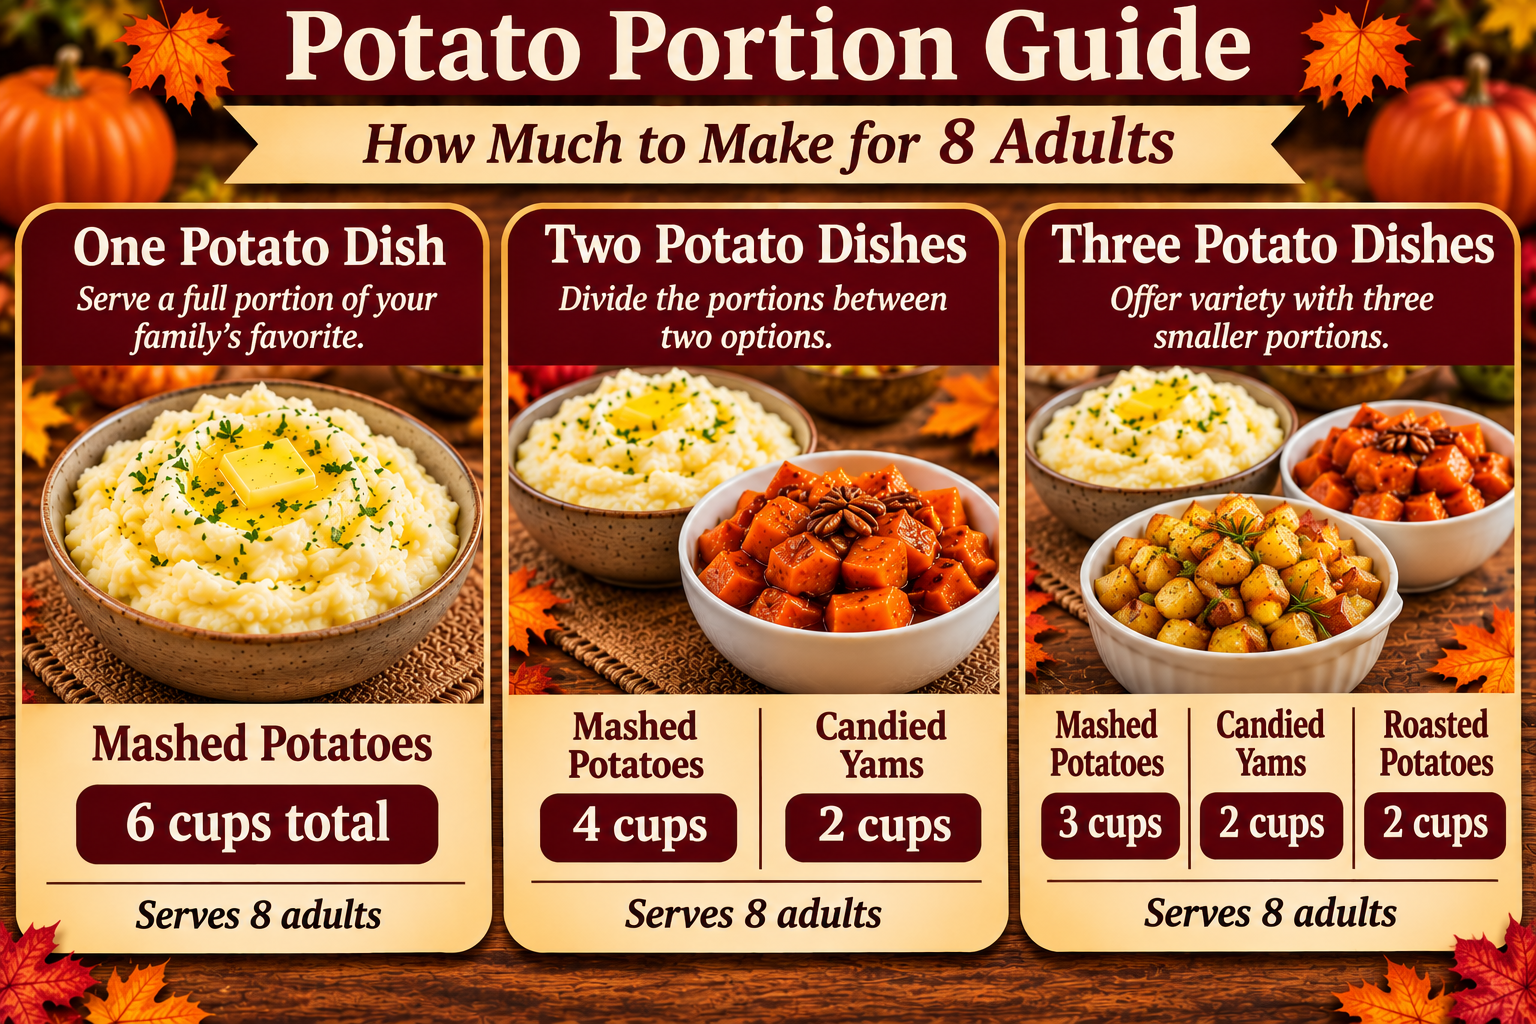 Potato Portion Guide
How Much to Make for 8 Adults
One Potato Dish
Serve a full portion of your
family's favorite.
Mashed Potatoes
6 cups total
Serves 8 adults
Two Potato Dishes
Divide the portions between
two options.
Mashed
Potatoes
4 cups
Candied
Yams
2 cups
Serves 8 adults
Three Potato Dishes
Offer variety with three
smaller portions.
Mashed
Potatoes
3 cups
Candied
Yams
2 cups
Roasted
Potatoes
2 cups
Serves 8 adults